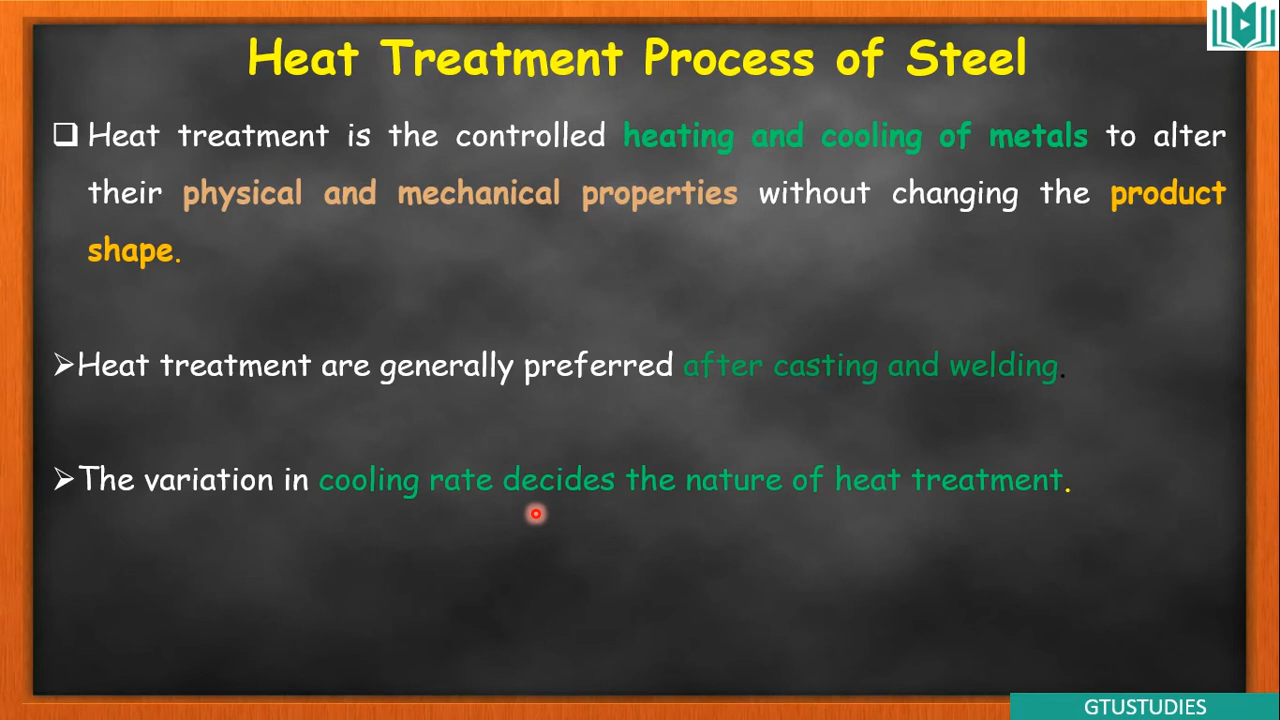 Heat Treatment Process of Steel
Heat treatment is the controlled heating and cooling of metals to alter
their physical and mechanical properties without changing the product
shape.
Heat treatment are generally preferred after casting and welding.
The variation in cooling rate decides the nature of heat treatment.
GTUSTUDIES